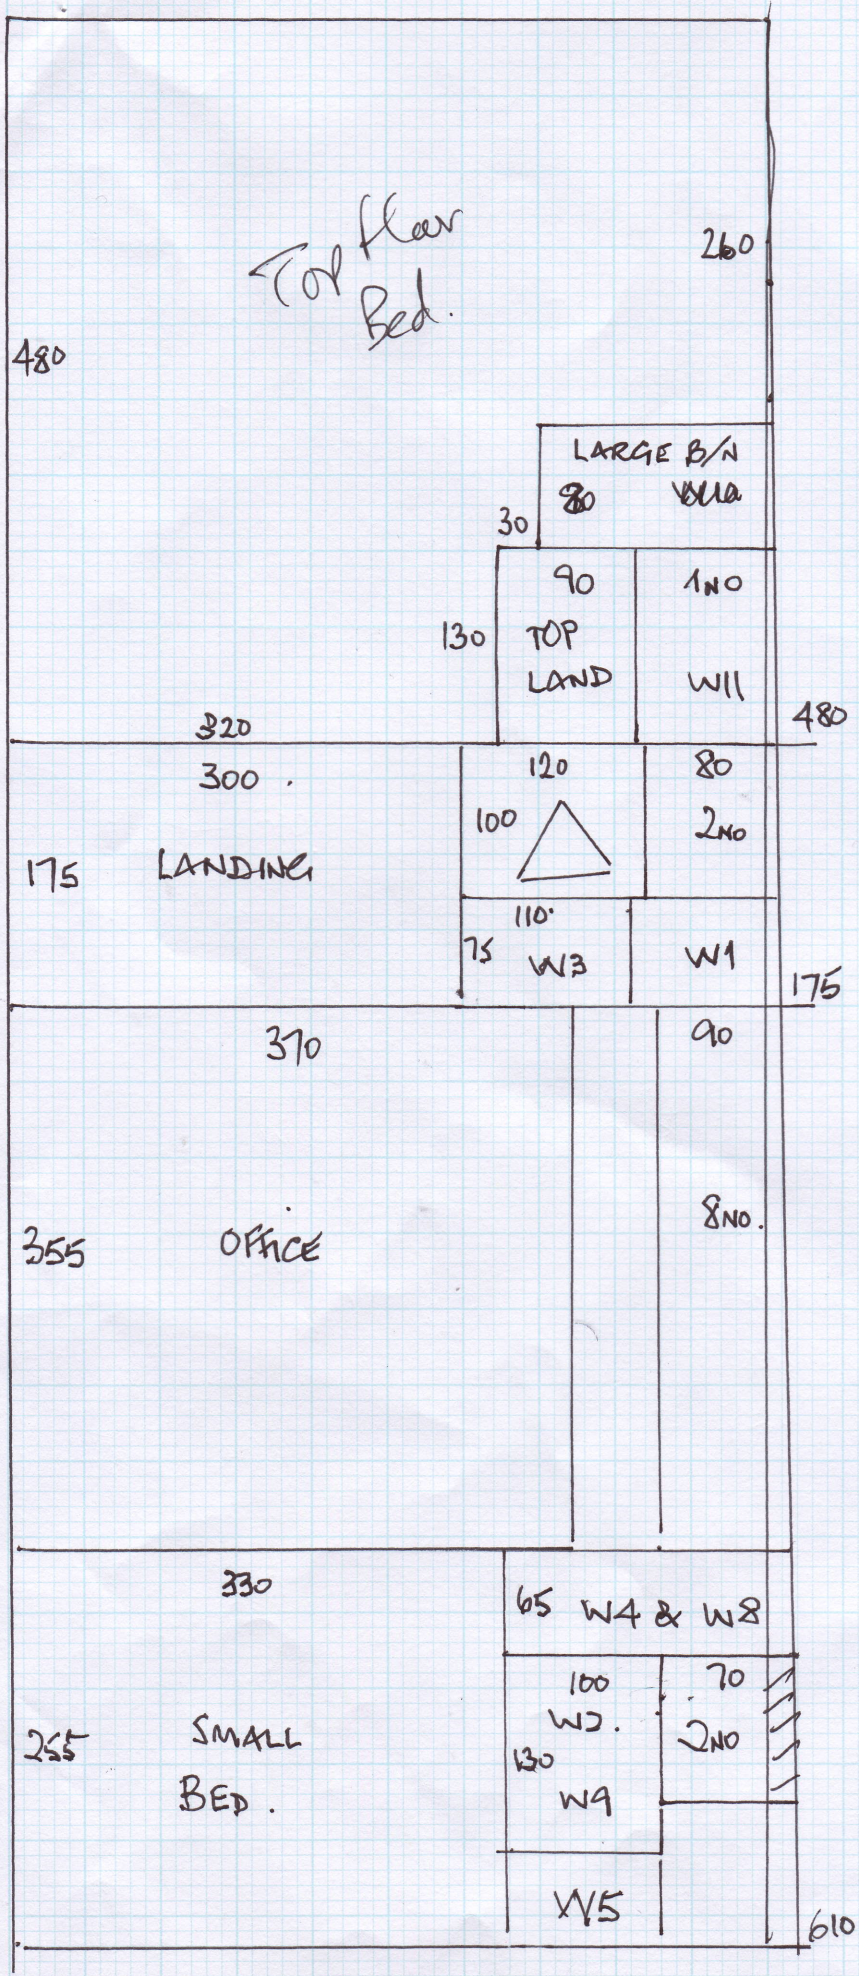 Top floor
Bed.
260
480
LARGE B/N
80
30
90 1NO
130 TOP
LAND W11
480
320
300 .
120 80
100 2NO
175 LANDING
110.
75 W3 W1
175
370 90
8NO.
355 OFFICE
330
65 W4 & W8
100 70
W2. 2NO
255 SMALL
130
BED. W9
W5
610